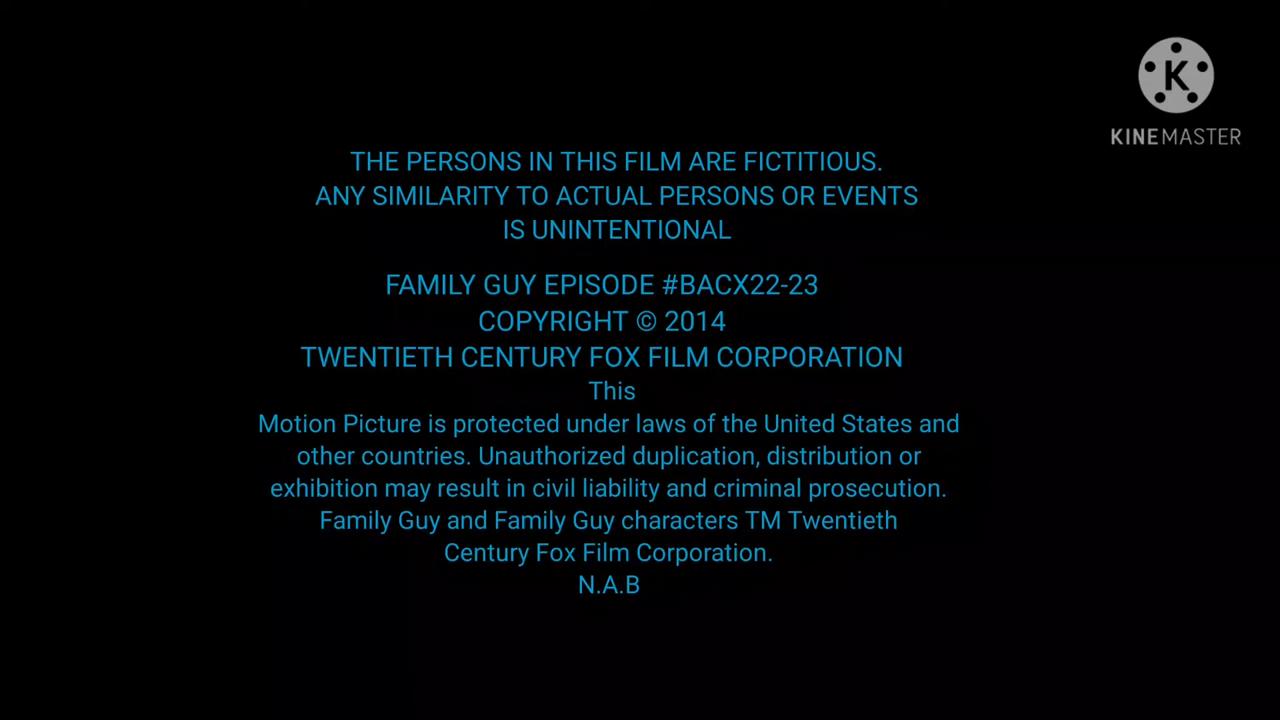 K
KINEMASTER
THE PERSONS IN THIS FILM ARE FICTITIOUS.
ANY SIMILARITY TO ACTUAL PERSONS OR EVENTS
IS UNINTENTIONAL
FAMILY GUY EPISODE #BACX22-23
COPYRIGHT © 2014
TWENTIETH CENTURY FOX FILM CORPORATION
This
Motion Picture is protected under laws of the United States and
other countries. Unauthorized duplication, distribution or
exhibition may result in civil liability and criminal prosecution.
Family Guy and Family Guy characters TM Twentieth
Century Fox Film Corporation.
N.A.B